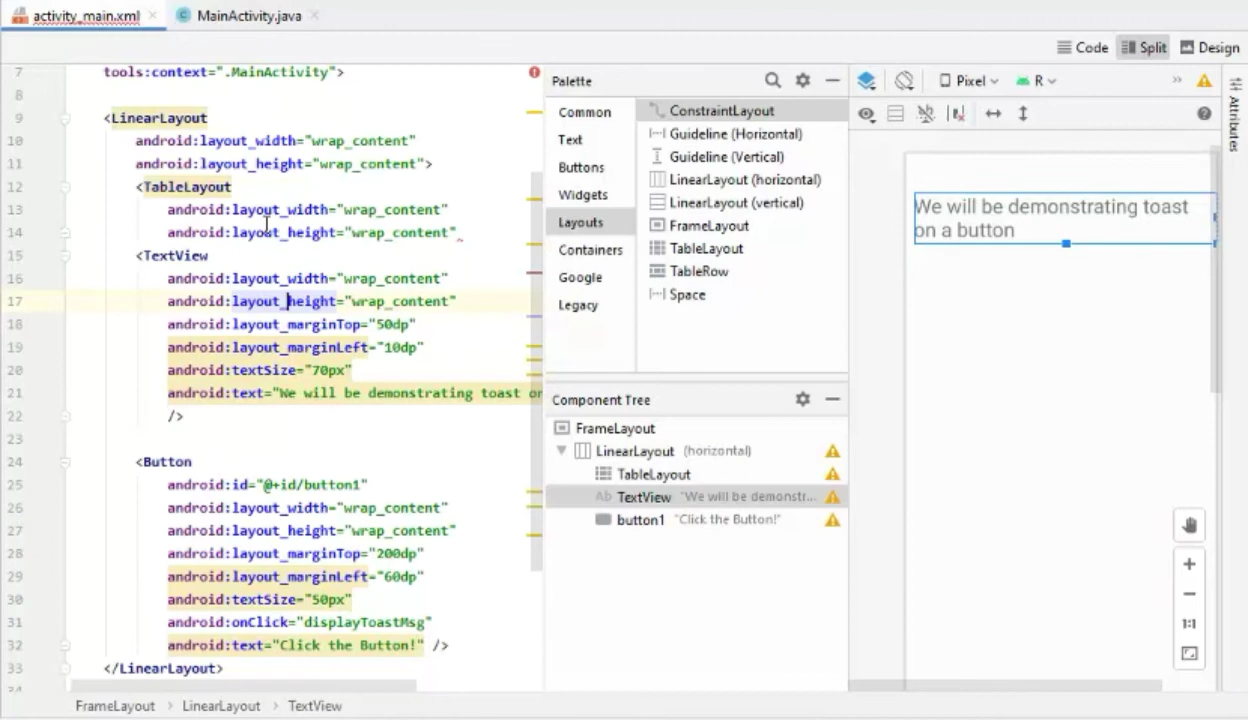 activity_main.xml
MainActivity.java
Code
Split
Design
7 tools:context=".MainActivity">
8
9 <LinearLayout
10 android:layout_width="wrap_content"
11 android:layout_height="wrap_content">
12 <TableLayout
13 android:layout_width="wrap_content"
14 android:layout_height="wrap_content"
15 <TextView
16 android:layout_width="wrap_content"
17 android:layout_height="wrap_content"
18 android:layout_marginTop="50dp"
19 android:layout_marginLeft="10dp"
20 android:textSize="70px"
21 android:text="We will be demonstrating toast on
22 />
23
24 <Button
25 android:id="@+id/button1"
26 android:layout_width="wrap_content"
27 android:layout_height="wrap_content"
28 android:layout_marginTop="200dp"
29 android:layout_marginLeft="60dp"
30 android:textSize="50px"
31 android:onClick="displayToastMsg"
32 android:text="Click the Button!" />
33 </LinearLayout>
FrameLayout > LinearLayout > TextView
Palette
Common
Text
Buttons
Widgets
Layouts
Containers
Google
Legacy
ConstraintLayout
Guideline (Horizontal)
Guideline (Vertical)
LinearLayout (horizontal)
LinearLayout (vertical)
FrameLayout
TableLayout
TableRow
Space
Component Tree
FrameLayout
LinearLayout (horizontal)
TableLayout
Ab TextView "We will be demonstr...
button1 "Click the Button!"
Pixel
R
»
?
We will be demonstrating toast
on a button
1:1
Attributes